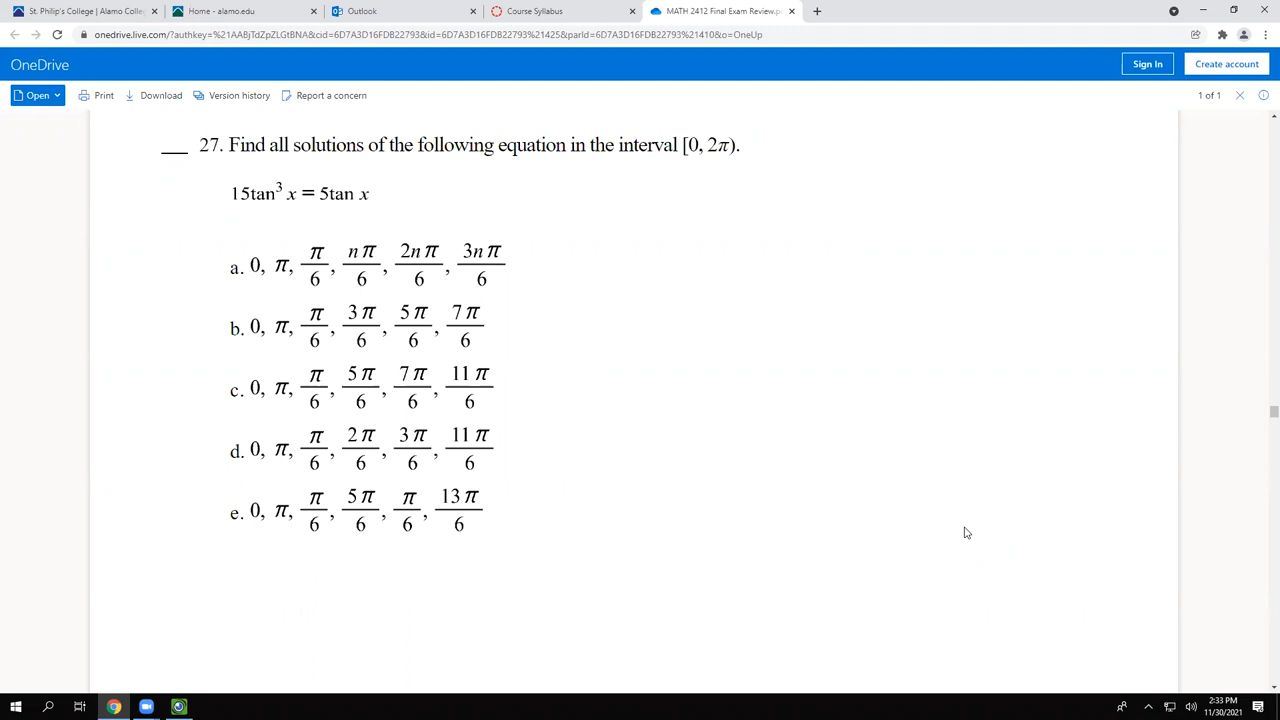 St. Philip's College | Alamo Colleg
Home - alamo.edu
Outlook
Course Syllabus
MATH 2412 Final Exam Review.p
onedrive.live.com/?authkey=%21AABjTdZpZLGtBNA&cid=6D7A3D16FDB22793&id=6D7A3D16FDB22793%21425&parId=6D7A3D16FDB22793%21410&o=OneUp
OneDrive
Sign In
Create account
Open
Print
Download
Version history
Report a concern
1 of 1
___ 27. Find all solutions of the following equation in the interval [0, 2π).
15tan³ x = 5tan x
a. 0, π, π/6, nπ/6, 2nπ/6, 3nπ/6
b. 0, π, π/6, 3π/6, 5π/6, 7π/6
c. 0, π, π/6, 5π/6, 7π/6, 11π/6
d. 0, π, π/6, 2π/6, 3π/6, 11π/6
e. 0, π, π/6, 5π/6, π/6, 13π/6
2:33 PM
11/30/2021